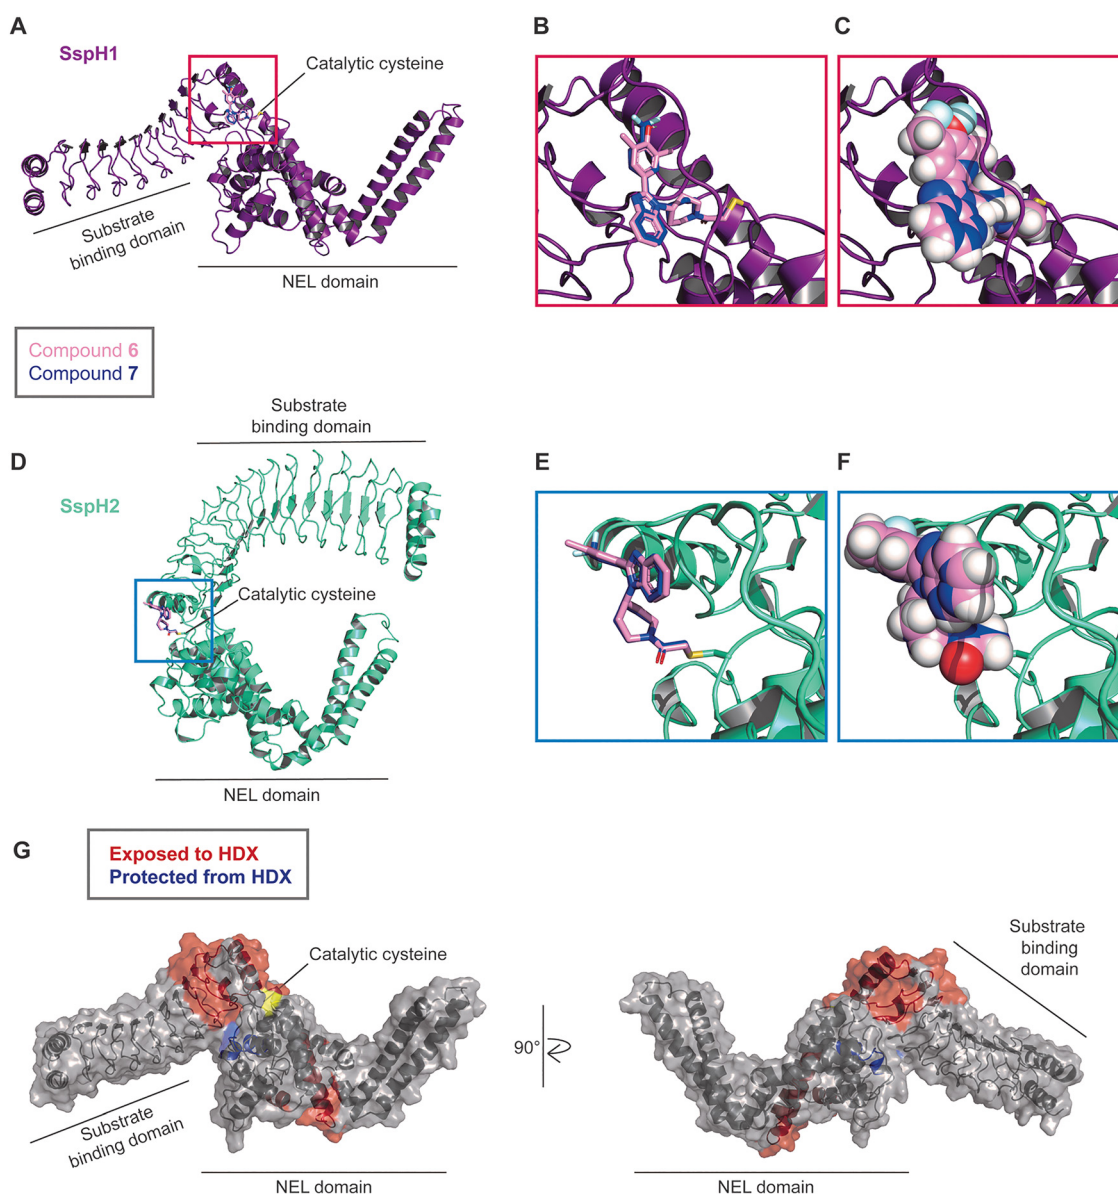 A
B
C
SspH1
Catalytic cysteine
Substrate
binding domain
NEL domain
Compound 6
Compound 7
Substrate
binding domain
D
E
F
SspH2
Catalytic cysteine
NEL domain
G
Exposed to HDX
Protected from HDX
Catalytic cysteine
Substrate
binding
domain
90°
Substrate
binding domain
NEL domain
NEL domain